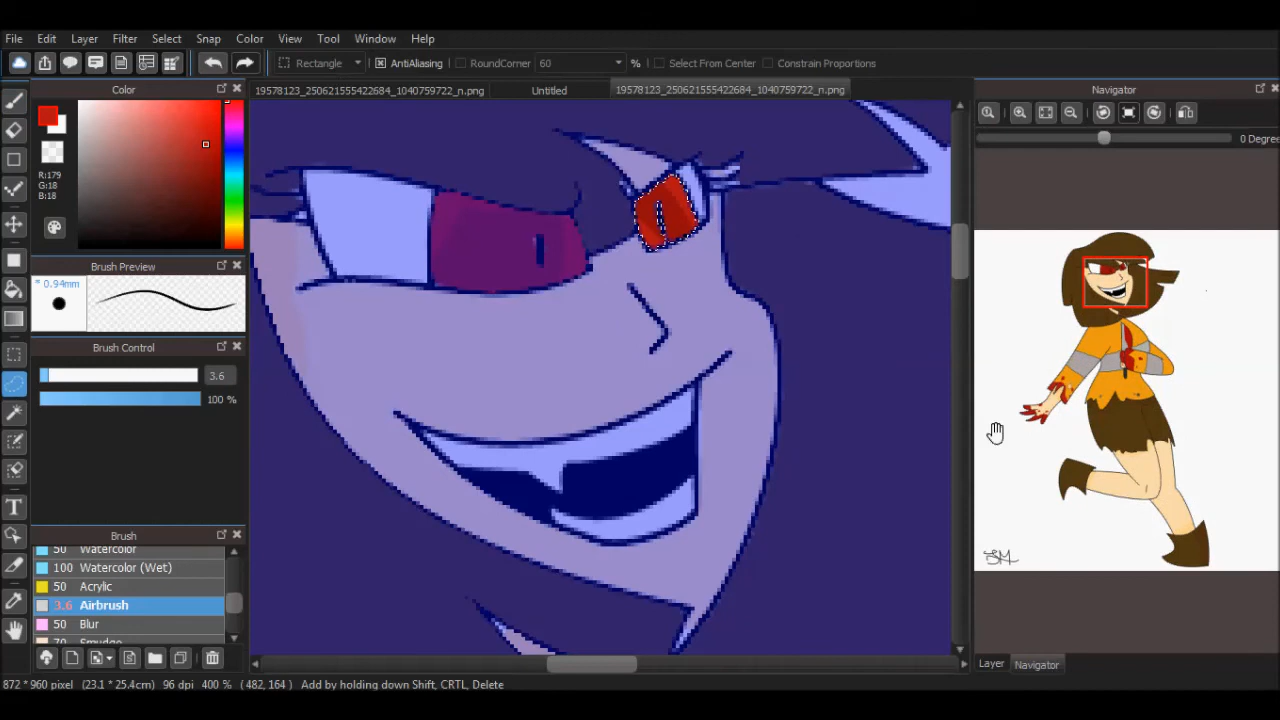 File Edit Layer Filter Select Snap Color View Tool Window Help
Rectangle AntiAliasing RoundCorner 60 % Select From Center Constrain Proportions
Color
19578123_250621555422684_1040759722_n.png Untitled 19578123_250621555422684_1040759722_n.png
Navigator
0 Degree
R:179
G:18
B:18
Brush Preview
* 0.94mm
Brush Control
3.6
100 %
Brush
50 Watercolor
100 Watercolor (Wet)
50 Acrylic
3.6 Airbrush
50 Blur
70 Smudge
Layer Navigator
872 * 960 pixel (23.1 * 25.4cm) 96 dpi 400 % ( 482, 164 ) Add by holding down Shift, CRTL, Delete